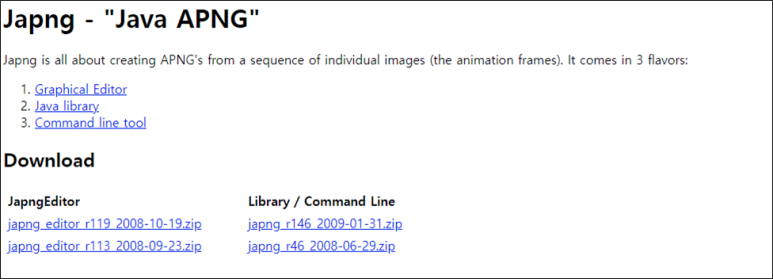 Japng - "Java APNG"
Japng is all about creating APNG's from a sequence of individual images (the animation frames). It comes in 3 flavors:
1. Graphical Editor
2. Java library
3. Command line tool
Download
JapngEditor Library / Command Line
japng_editor_r119_2008-10-19.zip japng_r146_2009-01-31.zip
japng_editor_r113_2008-09-23.zip japng_r46_2008-06-29.zip